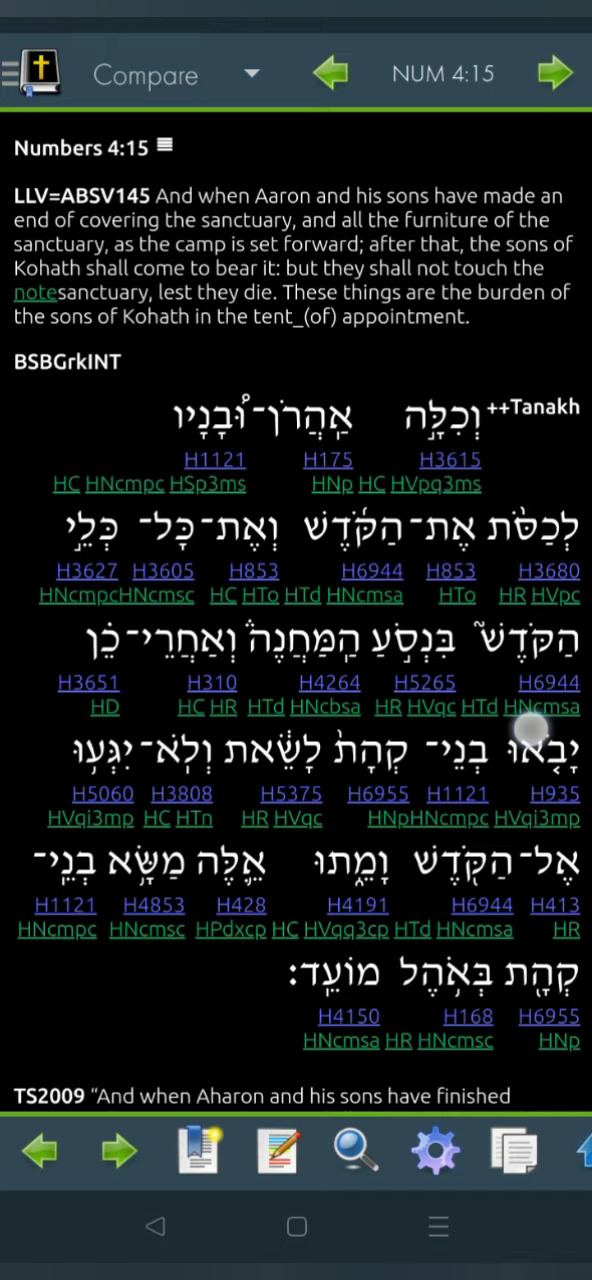 Compare
NUM 4:15
Numbers 4:15
LLV=ABSV145 And when Aaron and his sons have made an
end of covering the sanctuary, and all the furniture of the
sanctuary, as the camp is set forward; after that, the sons of
Kohath shall come to bear it: but they shall not touch the
notesanctuary, lest they die. These things are the burden of
the sons of Kohath in the tent_(of) appointment.
BSBGrkINT
++Tanakh וְכִלָּ֣ה אַֽהֲרֹן־וּ֠בָנָיו
H1121 H175 H3615
HC HNcmpc HSp3ms HNp HC HVpq3ms
לְכַסֹּ֨ת אֶת־הַקֹּ֜דֶשׁ וְאֶת־כָּל־ כְּלֵ֣י
H3627 H3605 H853 H6944 H853 H3680
HNcmpcHNcmsc HC HTo HTd HNcmsa HTo HR HVpc
הַקֹּדֶשׁ֮ בִּנְסֹ֣עַ הַֽמַּחֲנֶה֒ וְאַחֲרֵי־כֵ֗ן
H3651 H310 H4264 H5265 H6944
HD HC HR HTd HNcbsa HR HVqc HTd HNcmsa
יָבֹ֤אוּ בְנֵי־ קְהָת֙ לָשֵׂ֔את וְלֹֽא־יִגְּע֥וּ
H5060 H3808 H5375 H6955 H1121 H935
HVqi3mp HC HTn HR HVqc HNpHNcmpc HVqi3mp
אֶל־הַקֹּ֖דֶשׁ וָמֵ֑תוּ אֵ֛לֶּה מַשָּׂ֥א בְנֵֽי־
H1121 H4853 H428 H4191 H6944 H413
HNcmpc HNcmsc HPdxcp HC HVqq3cp HTd HNcmsa HR
קְהָ֖ת בְּאֹ֥הֶל מוֹעֵֽד׃
H4150 H168 H6955
HNcmsa HR HNcmsc HNp
TS2009 “And when Aharon and his sons have finished